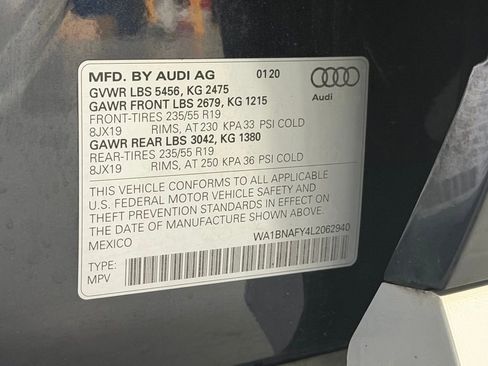 MFD. BY AUDI AG 01 20
GVWR LBS 5456, KG 2475
GAWR FRONT LBS 2679, KG 1215
FRONT-TIRES 235/55 R19
8JX19 RIMS, AT 230 KPA 33 PSI COLD
GAWR REAR LBS 3042, KG 1380
REAR-TIRES 235/55 R19
8JX19 RIMS, AT 250 KPA 36 PSI COLD
Audi
THIS VEHICLE CONFORMS TO ALL APPLICABLE
U.S. FEDERAL MOTOR VEHICLE SAFETY AND
THEFT PREVENTION STANDARDS IN EFFECT ON
THE DATE OF MANUFACTURE SHOWN ABOVE.
MEXICO WA1BNAFY4L2062940
TYPE:
MPV